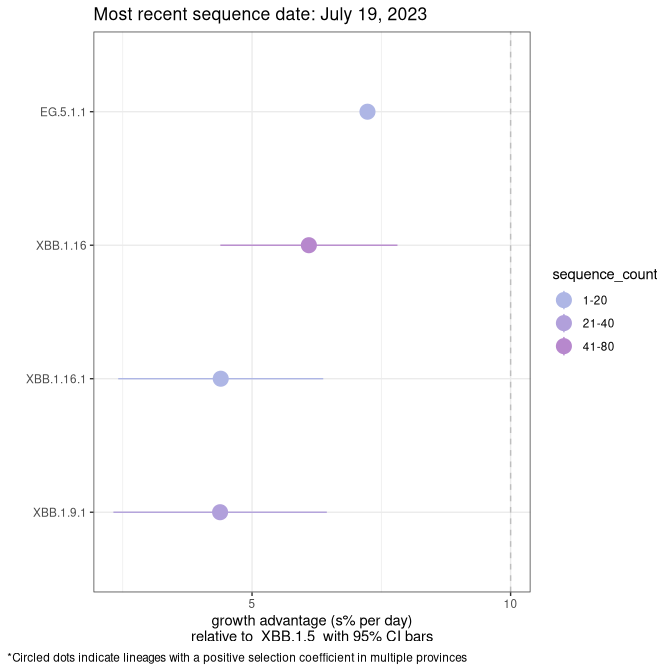 Most recent sequence date: July 19, 2023
EG.5.1.1
XBB.1.16
XBB.1.16.1
XBB.1.9.1
sequence_count
1-20
21-40
41-80
5
10
growth advantage (s% per day)
relative to  XBB.1.5  with 95% CI bars
*Circled dots indicate lineages with a positive selection coefficient in multiple provinces